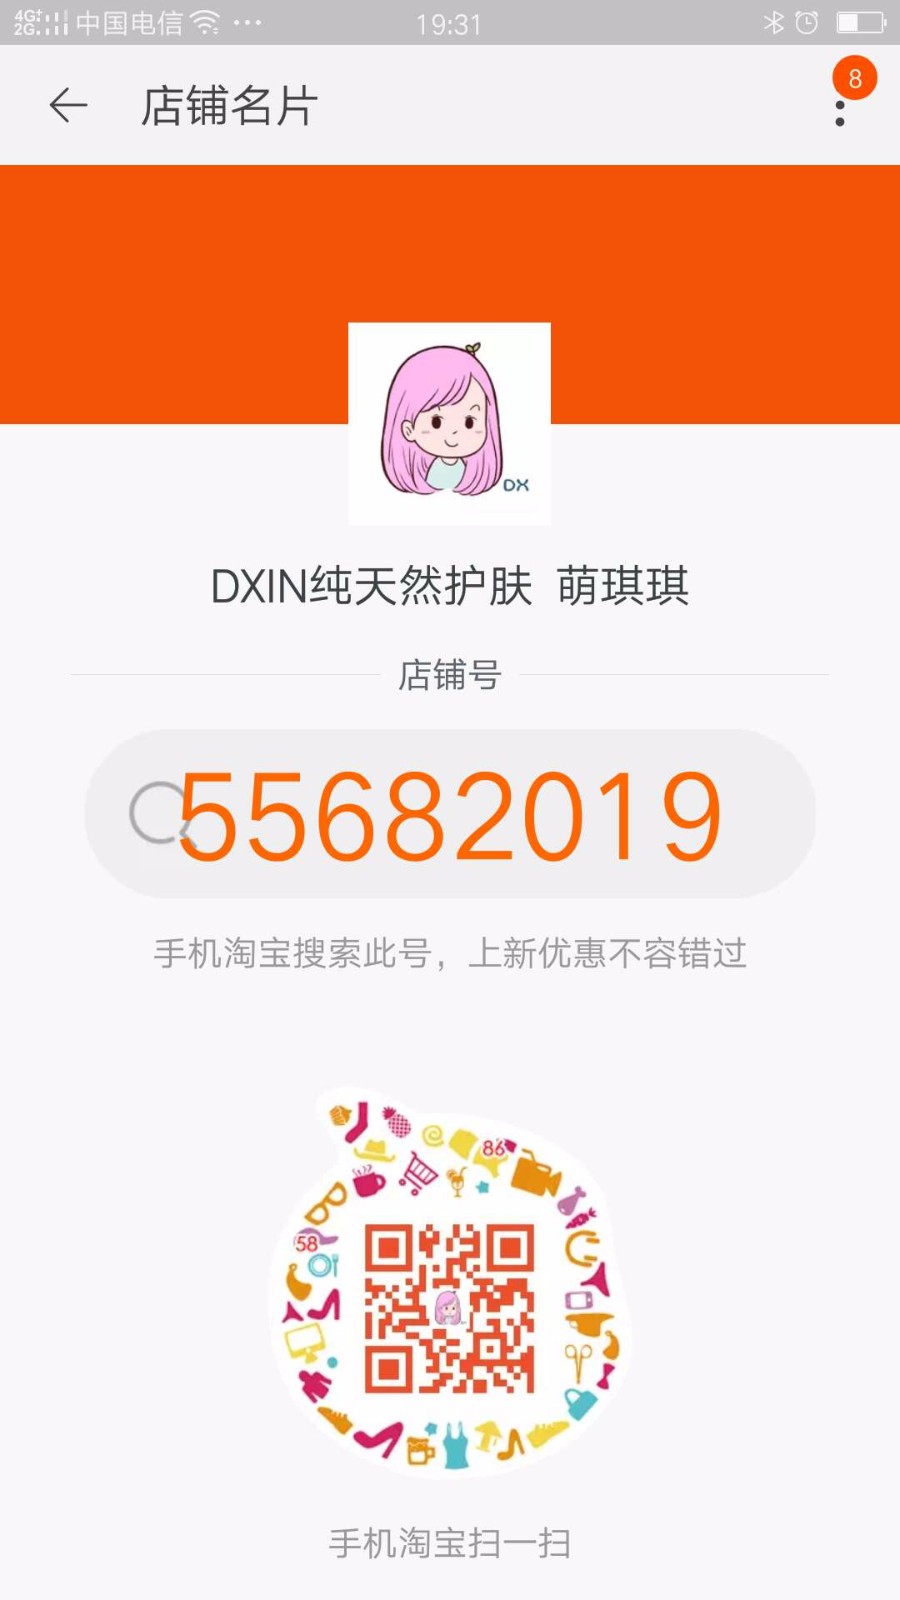 4G+ 2G 中国电信 19:31
8
店铺名片
DX
DXIN纯天然护肤 萌琪琪
店铺号
55682019
手机淘宝搜索此号，上新优惠不容错过
86
58
手机淘宝扫一扫